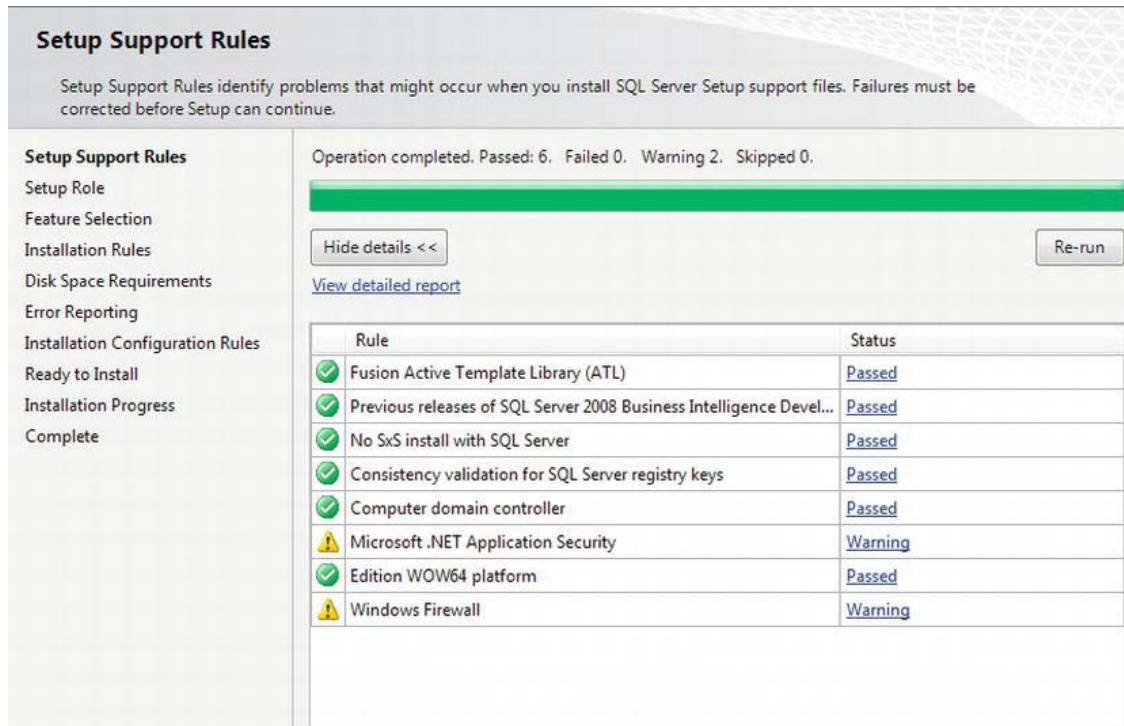 Setup Support Rules
Setup Support Rules identify problems that might occur when you install SQL Server Setup support files. Failures must be
corrected before Setup can continue.
Setup Support Rules
Setup Role
Feature Selection
Installation Rules
Disk Space Requirements
Error Reporting
Installation Configuration Rules
Ready to Install
Installation Progress
Complete
Operation completed. Passed: 6. Failed 0. Warning 2. Skipped 0.
Hide details << Re-run
View detailed report
Rule Status
Fusion Active Template Library (ATL) Passed
Previous releases of SQL Server 2008 Business Intelligence Devel... Passed
No SxS install with SQL Server Passed
Consistency validation for SQL Server registry keys Passed
Computer domain controller Passed
Microsoft .NET Application Security Warning
Edition WOW64 platform Passed
Windows Firewall Warning